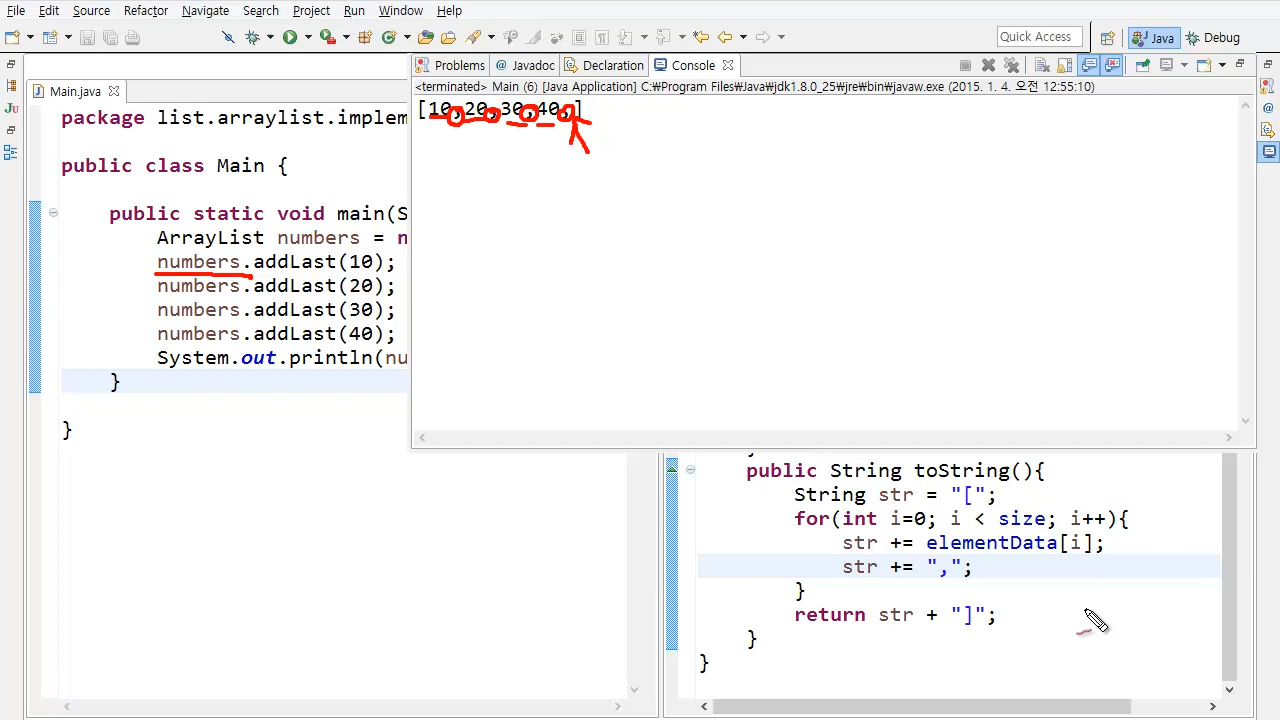 File Edit Source Refactor Navigate Search Project Run Window Help
Quick Access Java Debug
Main.java
package list.arraylist.implem
public class Main {
public static void main(S
ArrayList numbers = n
numbers.addLast(10);
numbers.addLast(20);
numbers.addLast(30);
numbers.addLast(40);
System.out.println(nu
}
}
Problems @ Javadoc Declaration Console
<terminated> Main (6) [Java Application] C:₩Program Files₩Java₩jdk1.8.0_25₩jre₩bin₩javaw.exe (2015. 1. 4. 오전 12:55:10)
[10,20,30,40,]
public String toString(){
String str = "[";
for(int i=0; i < size; i++){
str += elementData[i];
str += ",";
}
return str + "]";
}
}